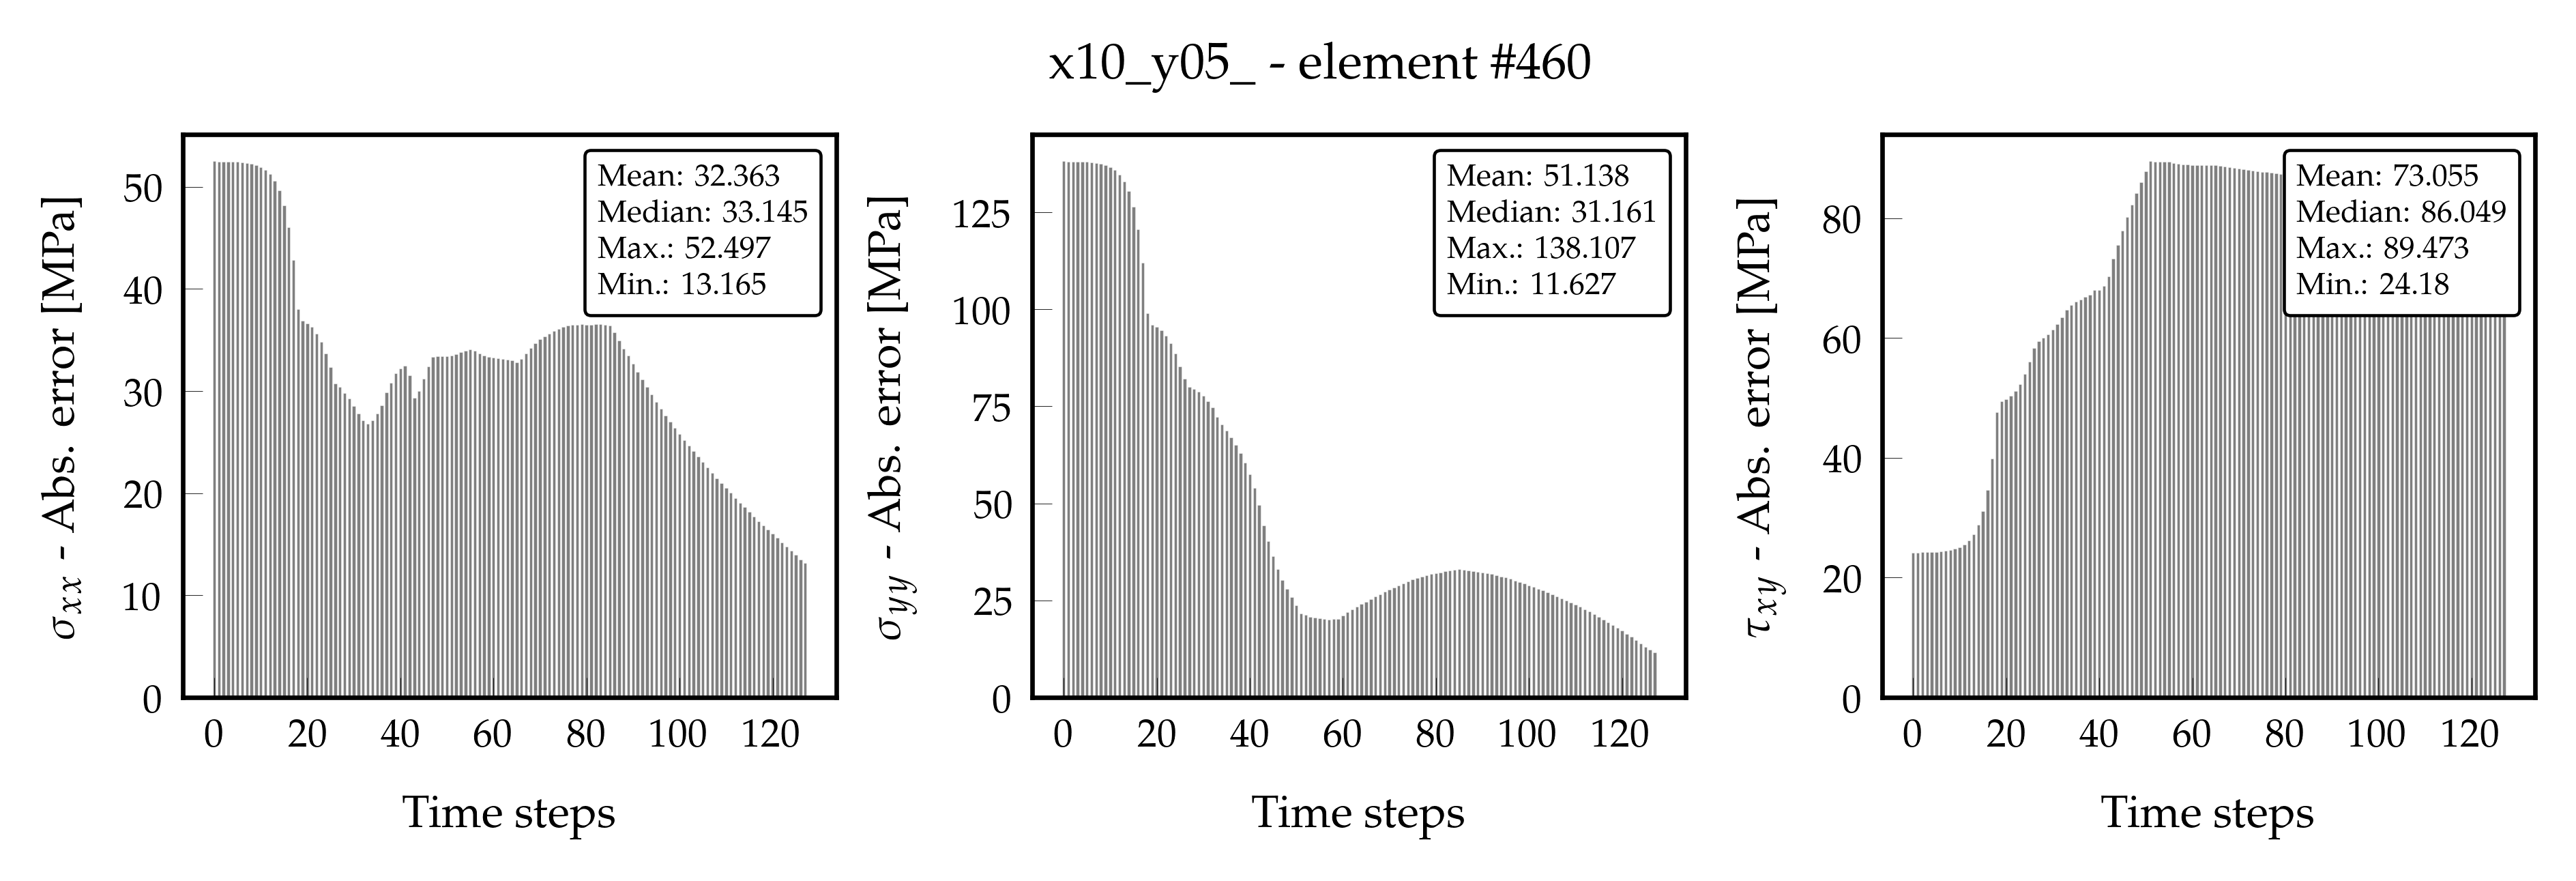 x10_y05_ - element #460
σxx - Abs. error [MPa]
50
40
30
20
10
0
Mean: 32.363
Median: 33.145
Max.: 52.497
Min.: 13.165
0 20 40 60 80 100 120
Time steps
σyy - Abs. error [MPa]
125
100
75
50
25
0
Mean: 51.138
Median: 31.161
Max.: 138.107
Min.: 11.627
0 20 40 60 80 100 120
Time steps
τxy - Abs. error [MPa]
80
60
40
20
0
Mean: 73.055
Median: 86.049
Max.: 89.473
Min.: 24.18
0 20 40 60 80 100 120
Time steps